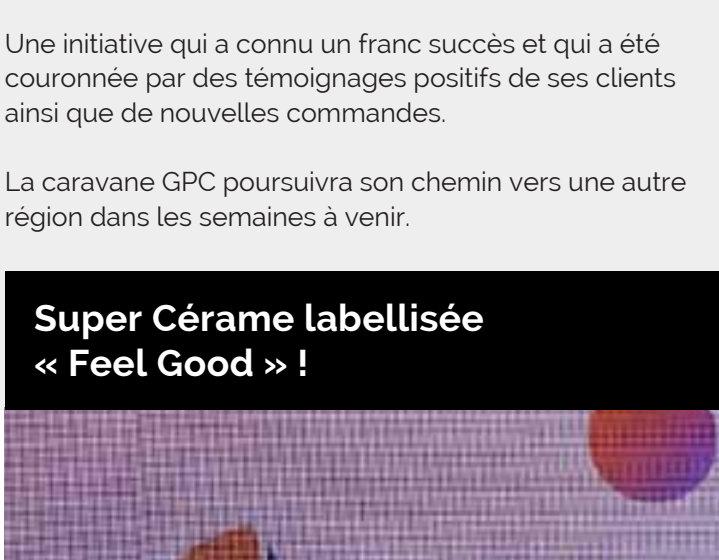 Une initiative qui a connu un franc succès et qui a été
couronnée par des témoignages positifs de ses clients
ainsi que de nouvelles commandes.
La caravane GPC poursuivra son chemin vers une autre
région dans les semaines à venir.
Super Cérame labellisée
« Feel Good » !